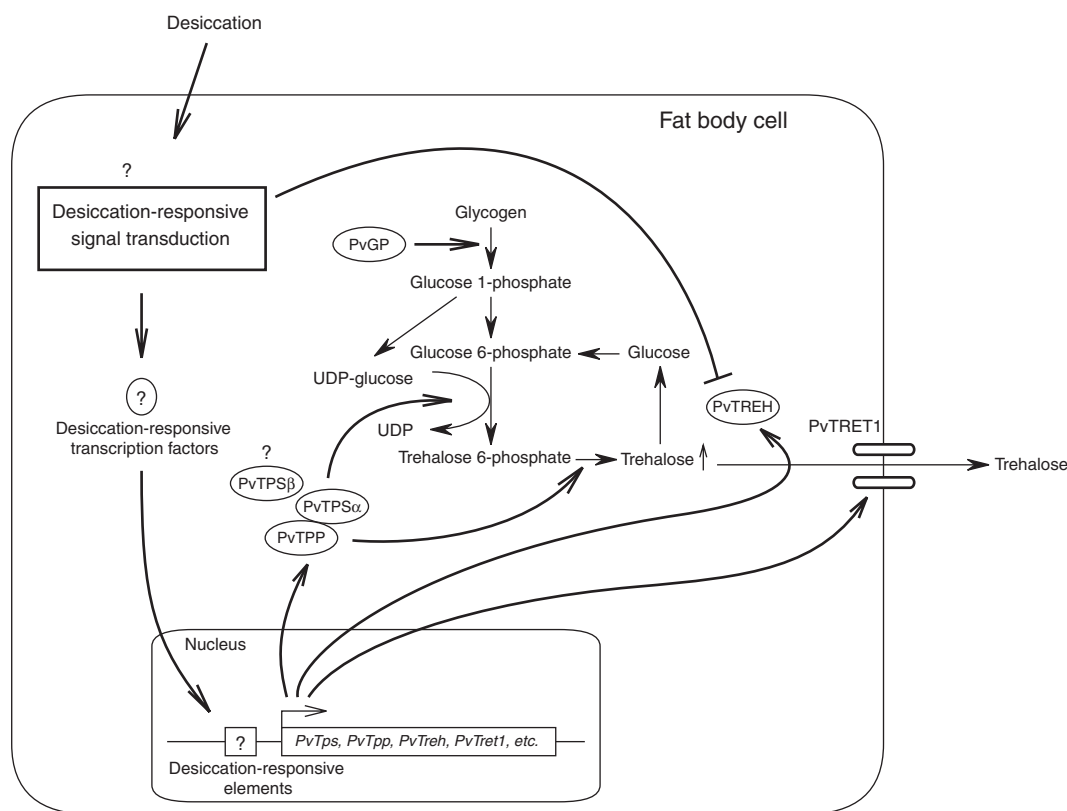 Desiccation
Fat body cell
?
Desiccation-responsive
signal transduction
Glycogen
PvGP
Glucose 1-phosphate
Glucose 6-phosphate
Glucose
UDP-glucose
UDP
PvTREH
PvTRET1
?
Desiccation-responsive
transcription factors
?
PvTPSβ
PvTPSα
PvTPP
Trehalose 6-phosphate
Trehalose
Trehalose
Nucleus
?
PvTps, PvTpp, PvTreh, PvTret1, etc.
Desiccation-responsive
elements